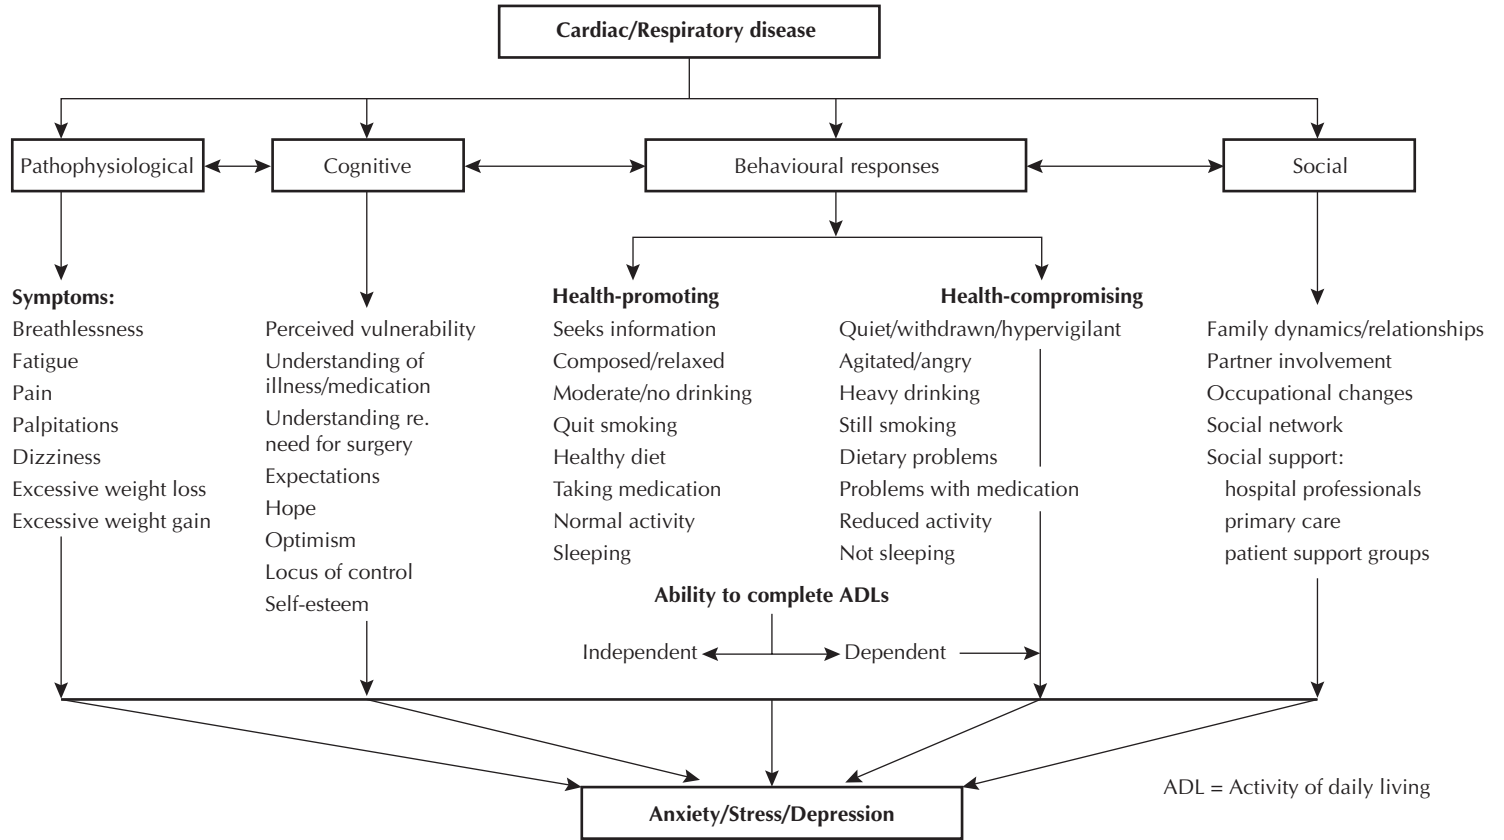 Cardiac/Respiratory disease
Pathophysiological
Cognitive
Behavioural responses
Social
Symptoms:
Breathlessness
Fatigue
Pain
Palpitations
Dizziness
Excessive weight loss
Excessive weight gain
Perceived vulnerability
Understanding of
illness/medication
Understanding re.
need for surgery
Expectations
Hope
Optimism
Locus of control
Self-esteem
Health-promoting
Seeks information
Composed/relaxed
Moderate/no drinking
Quit smoking
Healthy diet
Taking medication
Normal activity
Sleeping
Health-compromising
Quiet/withdrawn/hypervigilant
Agitated/angry
Heavy drinking
Still smoking
Dietary problems
Problems with medication
Reduced activity
Not sleeping
Ability to complete ADLs
Independent
Dependent
Family dynamics/relationships
Partner involvement
Occupational changes
Social network
Social support:
hospital professionals
primary care
patient support groups
Anxiety/Stress/Depression
ADL = Activity of daily living